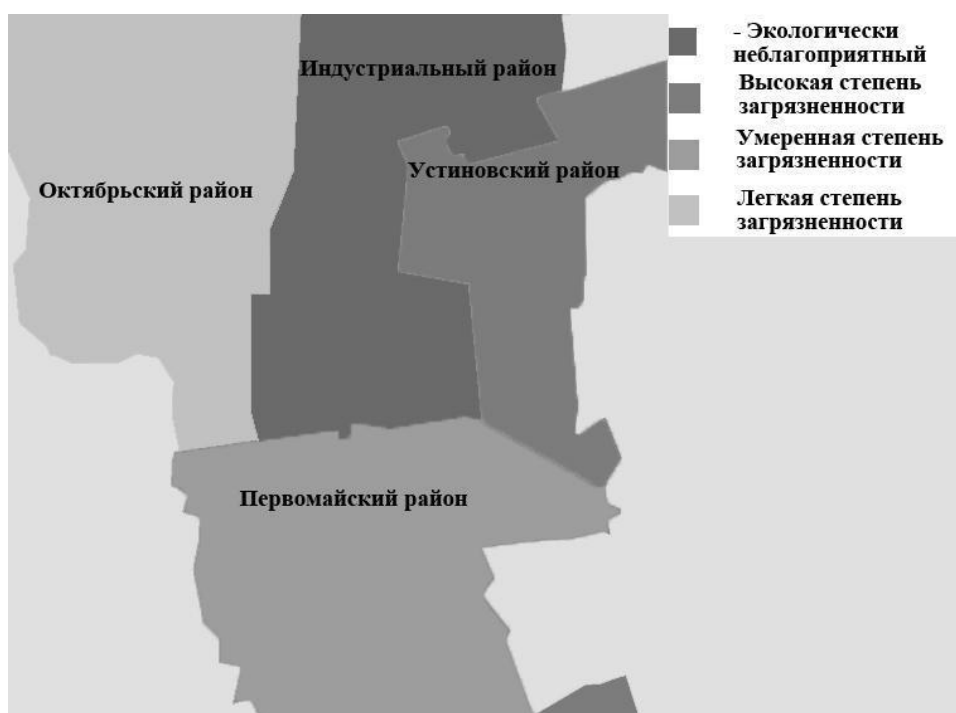 Индустриальный район
Устиновский район
Октябрьский район
Первомайский район
- Экологически
неблагоприятный
Высокая степень
загрязненности
Умеренная степень
загрязненности
Легкая степень
загрязненности